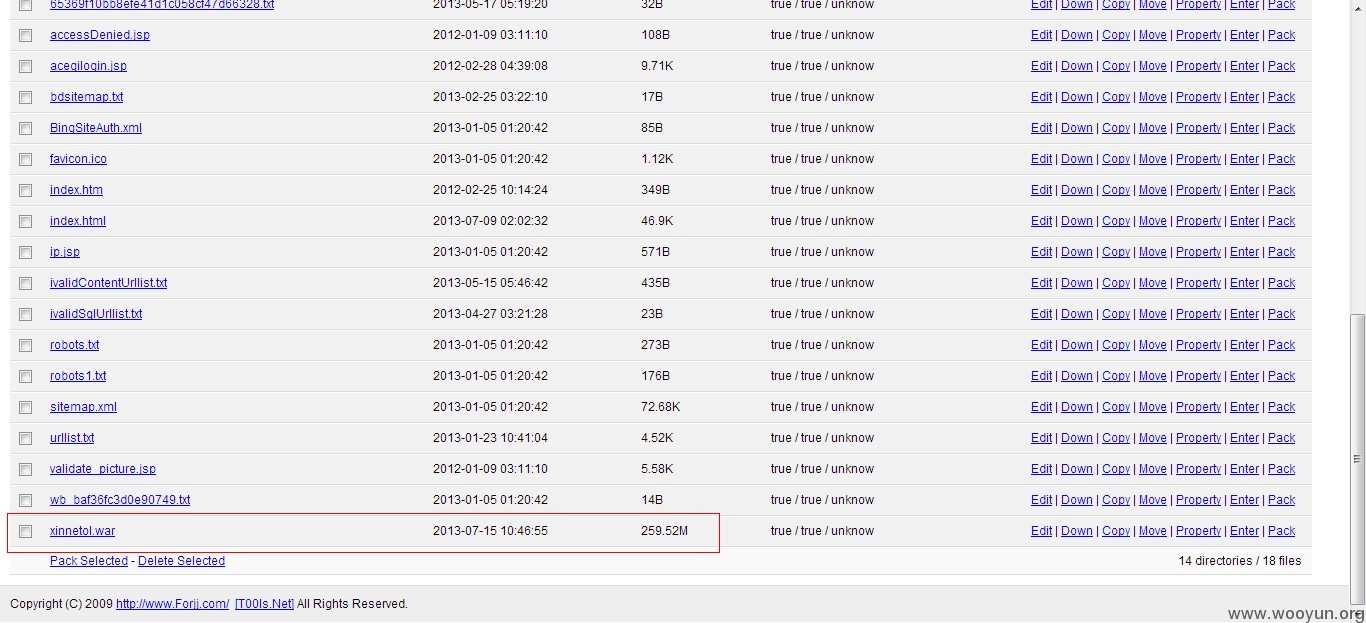 65369f10bb8efe41d1c058cf47d66328.txt 2013-05-17 05:19:20 32B true / true / unknow Edit | Down | Copy | Move | Property | Enter | Pack
accessDenied.jsp 2012-01-09 03:11:10 108B true / true / unknow Edit | Down | Copy | Move | Property | Enter | Pack
acegilogin.jsp 2012-02-28 04:39:08 9.71K true / true / unknow Edit | Down | Copy | Move | Property | Enter | Pack
bdsitemap.txt 2013-02-25 03:22:10 17B true / true / unknow Edit | Down | Copy | Move | Property | Enter | Pack
BingSiteAuth.xml 2013-01-05 01:20:42 85B true / true / unknow Edit | Down | Copy | Move | Property | Enter | Pack
favicon.ico 2013-01-05 01:20:42 1.12K true / true / unknow Edit | Down | Copy | Move | Property | Enter | Pack
index.htm 2012-02-25 10:14:24 349B true / true / unknow Edit | Down | Copy | Move | Property | Enter | Pack
index.html 2013-07-09 02:02:32 46.9K true / true / unknow Edit | Down | Copy | Move | Property | Enter | Pack
ip.jsp 2013-01-05 01:20:42 571B true / true / unknow Edit | Down | Copy | Move | Property | Enter | Pack
ivalidContentUrllist.txt 2013-05-15 05:46:42 435B true / true / unknow Edit | Down | Copy | Move | Property | Enter | Pack
ivalidSqlUrllist.txt 2013-04-27 03:21:28 23B true / true / unknow Edit | Down | Copy | Move | Property | Enter | Pack
robots.txt 2013-01-05 01:20:42 273B true / true / unknow Edit | Down | Copy | Move | Property | Enter | Pack
robots1.txt 2013-01-05 01:20:42 176B true / true / unknow Edit | Down | Copy | Move | Property | Enter | Pack
sitemap.xml 2013-01-05 01:20:42 72.68K true / true / unknow Edit | Down | Copy | Move | Property | Enter | Pack
urllist.txt 2013-01-23 10:41:04 4.52K true / true / unknow Edit | Down | Copy | Move | Property | Enter | Pack
validate_picture.jsp 2012-01-09 03:11:10 5.58K true / true / unknow Edit | Down | Copy | Move | Property | Enter | Pack
wb_baf36fc3d0e90749.txt 2013-01-05 01:20:42 14B true / true / unknow Edit | Down | Copy | Move | Property | Enter | Pack
xinnetol.war 2013-07-15 10:46:55 259.52M true / true / unknow Edit | Down | Copy | Move | Property | Enter | Pack
Pack Selected - Delete Selected 14 directories / 18 files
Copyright (C) 2009 http://www.Forjj.com/ [T00ls.Net] All Rights Reserved.
www.wooyun.org